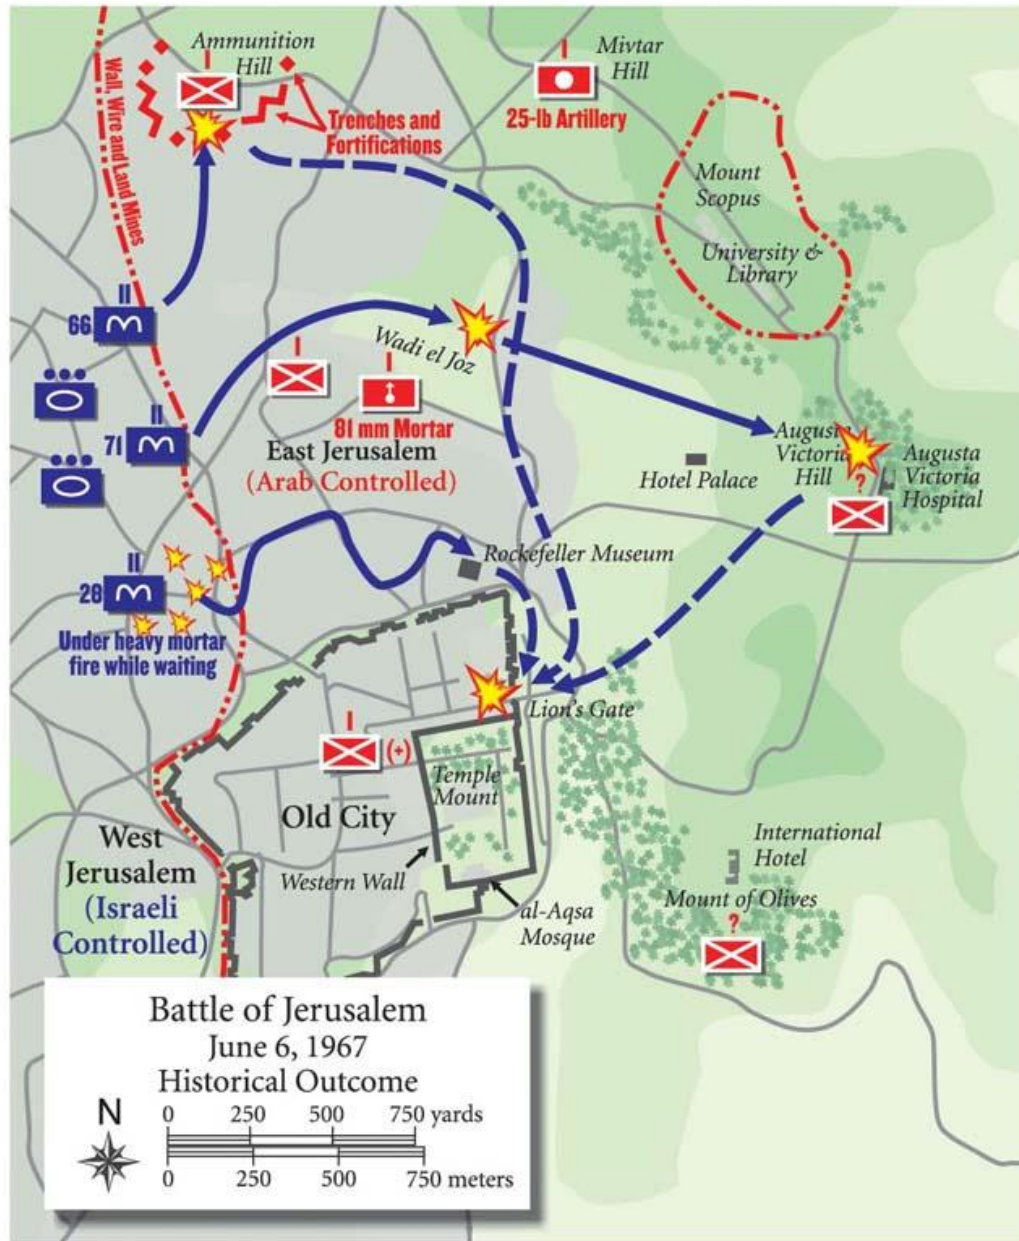 Ammunition
Hill
Mivtar
Hill
25-lb Artillery
Wall, Wire and Land Mines
Trenches and
Fortifications
Mount
Scopus
University &
Library
II
66
Wadi el Joz
II
71
81 mm Mortar
East Jerusalem
(Arab Controlled)
Augusta
Victoria
Hill
?
Augusta
Victoria
Hospital
Hotel Palace
II
28
Rockefeller Museum
Under heavy mortar
fire while waiting
Lion's Gate
(+)
Temple
Mount
Old City
West
Jerusalem
(Israeli
Controlled)
Western Wall
al-Aqsa
Mosque
International
Hotel
Mount of Olives
?
Battle of Jerusalem
June 6, 1967
Historical Outcome
N
0 250 500 750 yards
0 250 500 750 meters